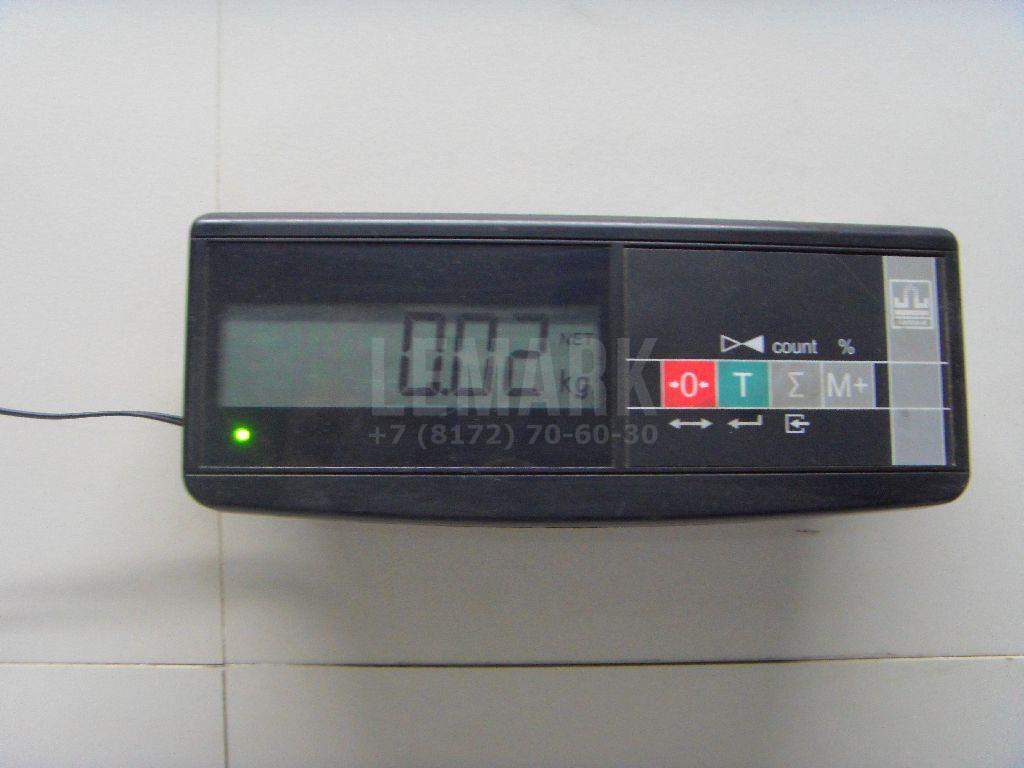 0.02 NET
kg
LEMARK
+7 (8172) 70-60-30
count %
→0← T Σ M+